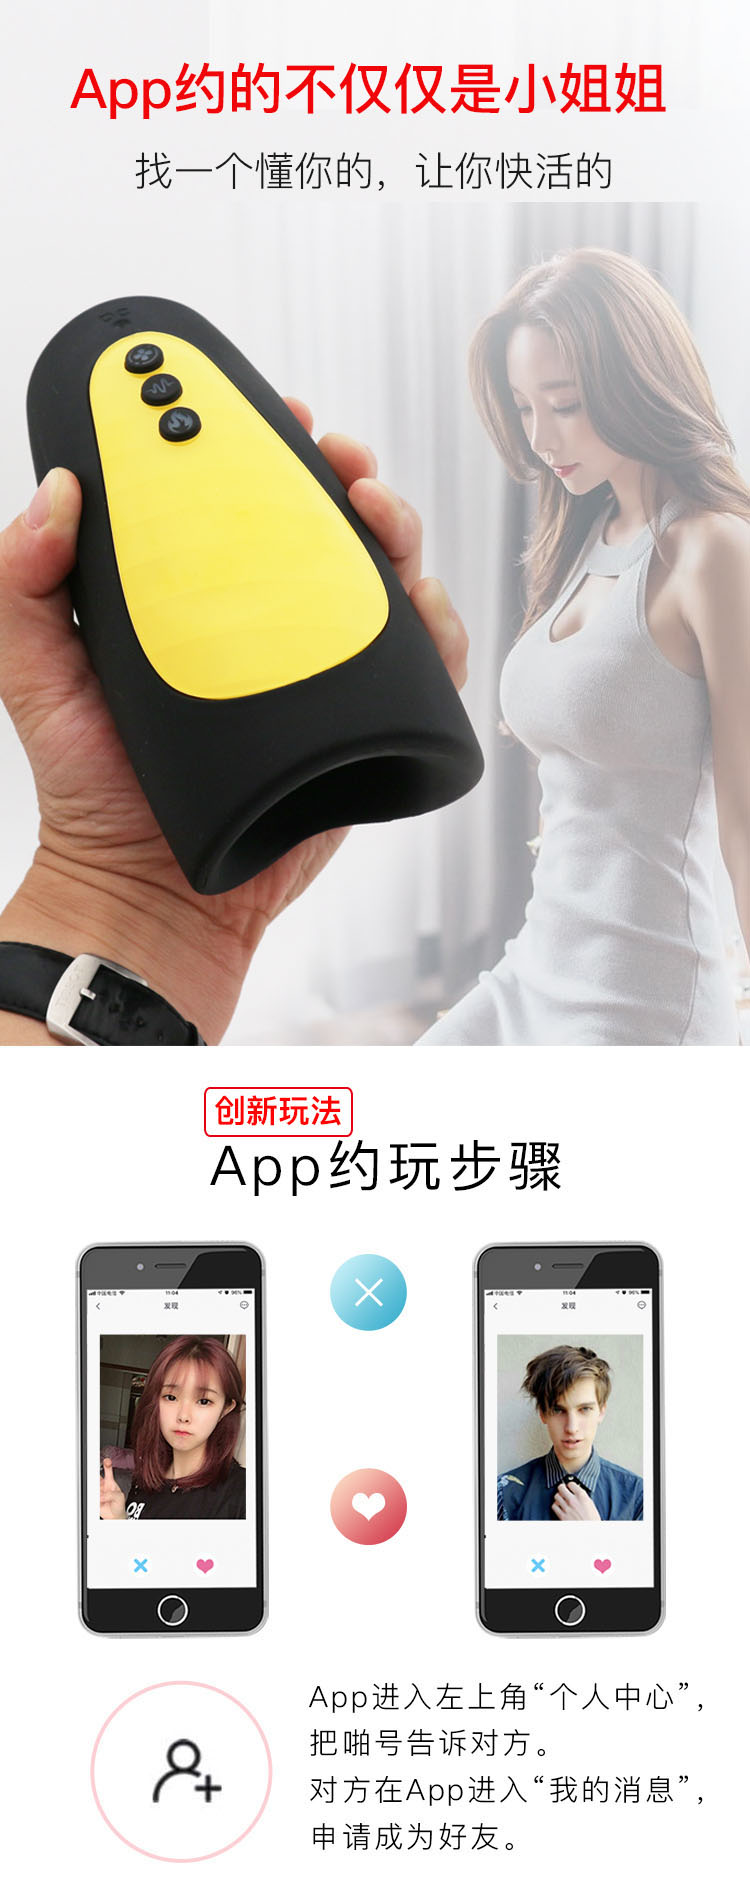 App约的不仅仅是小姐姐
找一个懂你的，让你快活的
创新玩法
App约玩步骤
中国电信 11:04 96%
发现
中国电信 11:04 96%
发现
App进入左上角“个人中心”，
把啪号告诉对方。
对方在App进入“我的消息”，
申请成为好友。